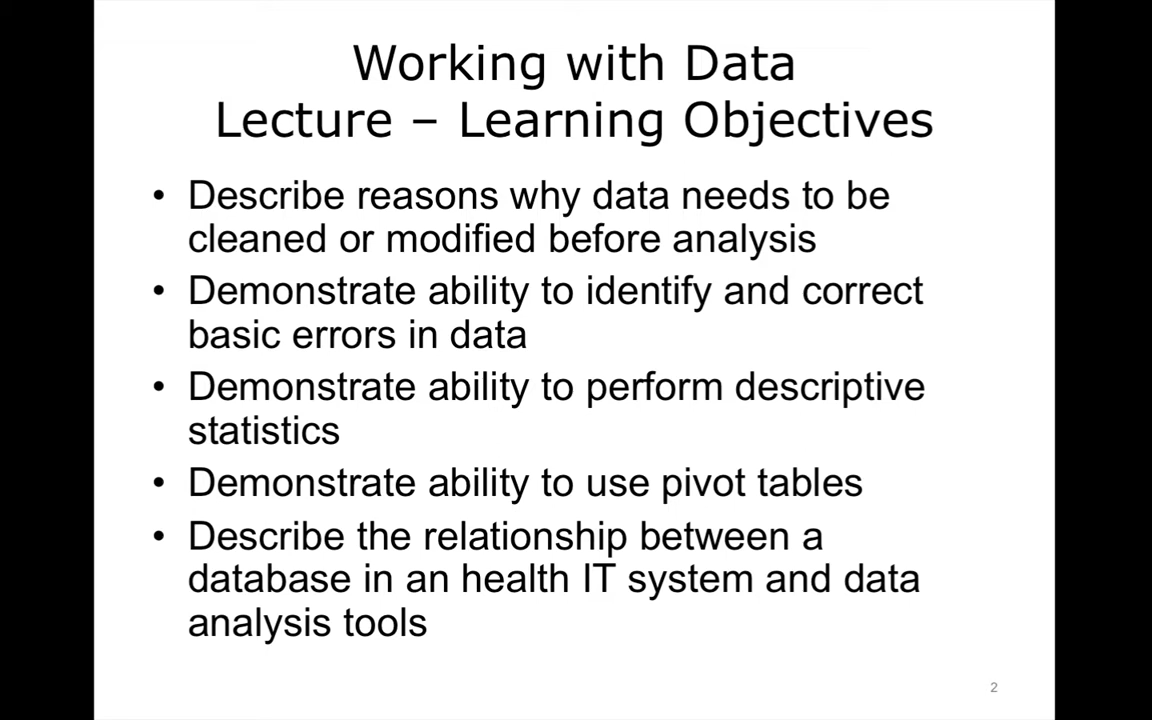 Working with Data
Lecture – Learning Objectives
• Describe reasons why data needs to be
cleaned or modified before analysis
• Demonstrate ability to identify and correct
basic errors in data
• Demonstrate ability to perform descriptive
statistics
• Demonstrate ability to use pivot tables
• Describe the relationship between a
database in an health IT system and data
analysis tools
2